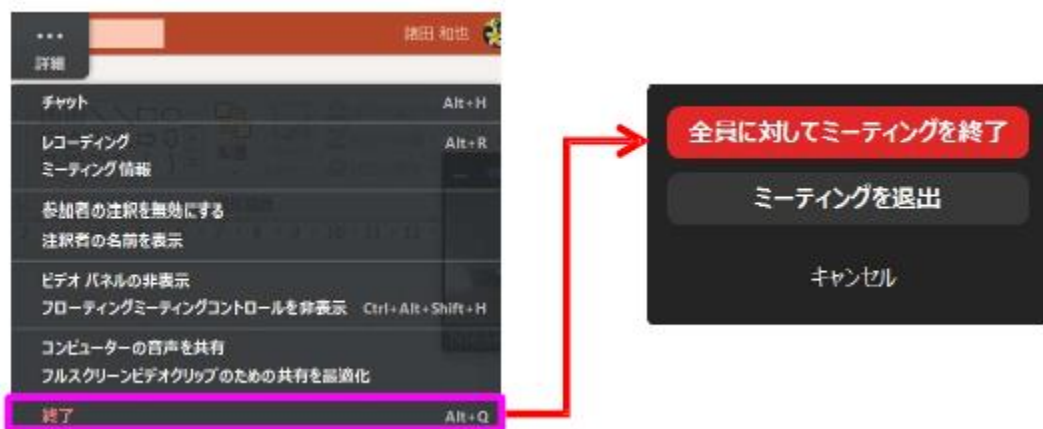 詳細
チャット Alt+H
レコーディング Alt+R
ミーティング情報
参加者の注釈を無効にする
注釈者の名前を表示
ビデオ パネルの非表示
フローティングミーティングコントロールを非表示 Ctrl+Alt+Shift+H
コンピューターの音声を共有
フルスクリーンビデオクリップのための共有を最適化
終了 Alt+Q
全員に対してミーティングを終了
ミーティングを退出
キャンセル